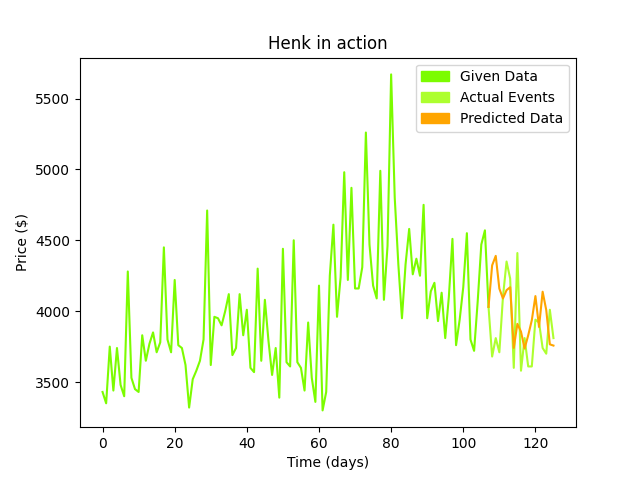 Henk in action
Given Data
Actual Events
Predicted Data
Price ($)
5500
5000
4500
4000
3500
0 20 40 60 80 100 120
Time (days)